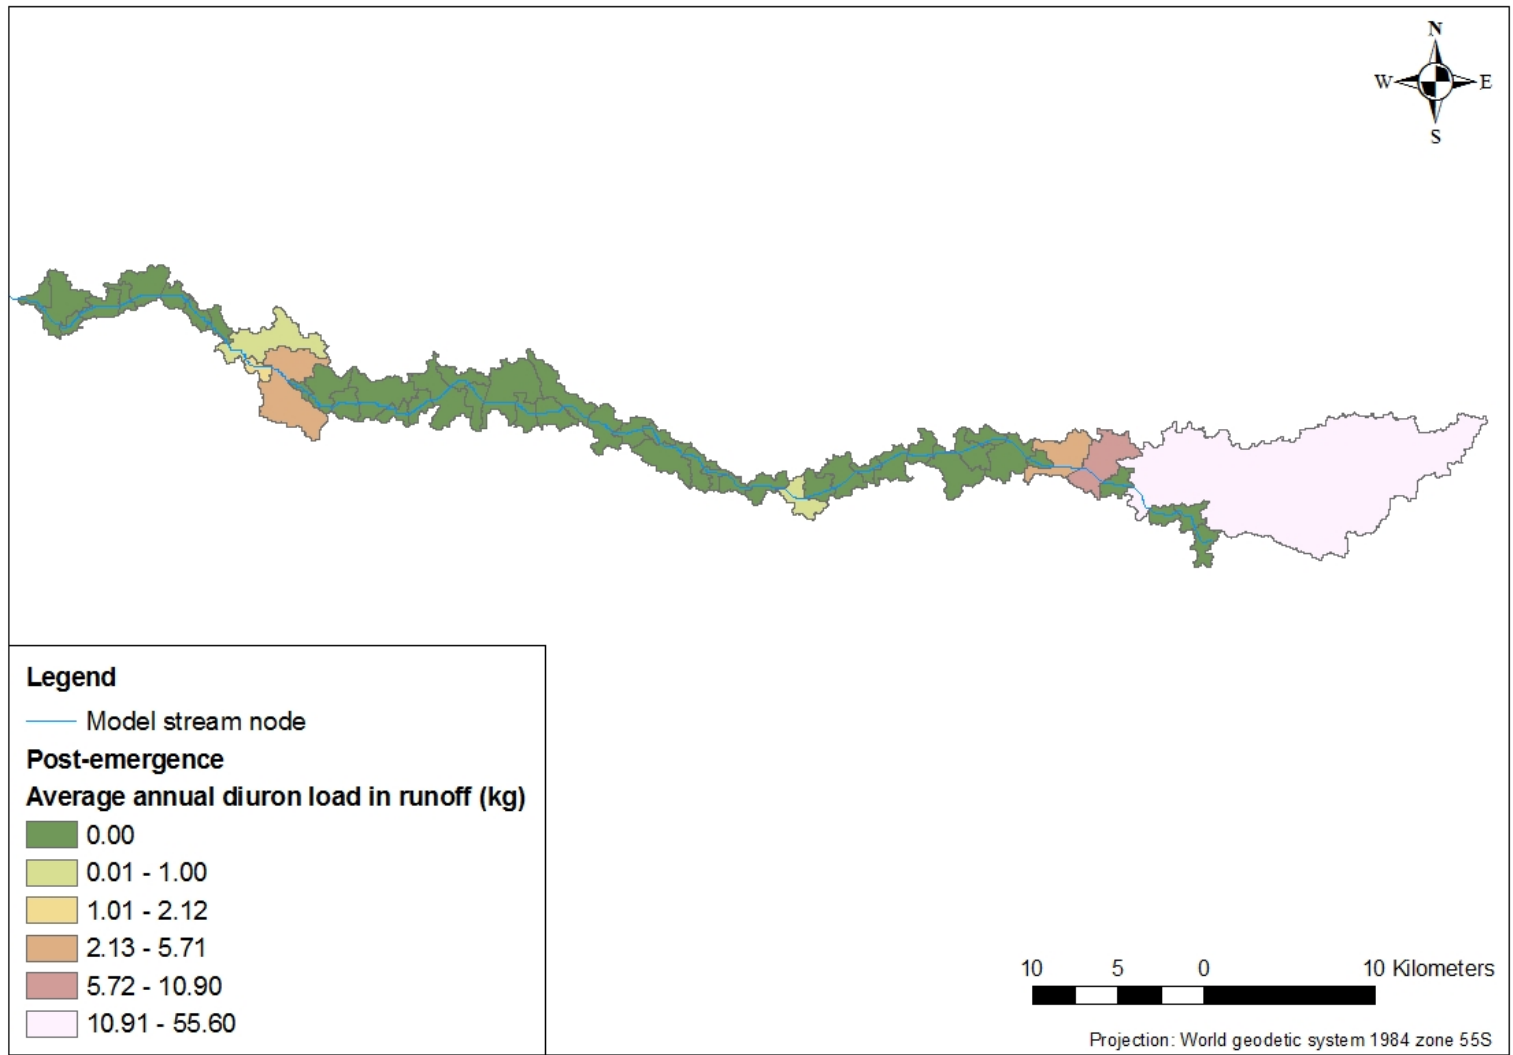 N
W E
S
Legend
Model stream node
Post-emergence
Average annual diuron load in runoff (kg)
0.00
0.01 - 1.00
1.01 - 2.12
2.13 - 5.71
5.72 - 10.90
10.91 - 55.60
10 5 0 10 Kilometers
Projection: World geodetic system 1984 zone 55S